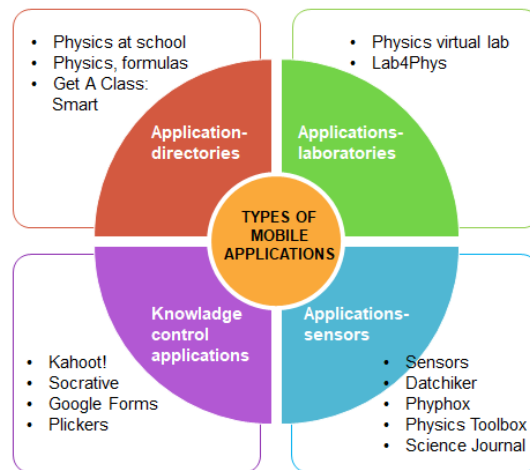 • Physics at school
• Physics, formulas
• Get A Class:
Smart
• Physics virtual lab
• Lab4Phys
Application-
directories
Applications-
laboratories
TYPES OF
MOBILE
APPLICATIONS
Knowladge
control
applications
Applications-
sensors
• Kahoot!
• Socrative
• Google Forms
• Plickers
• Sensors
• Datchiker
• Phyphox
• Physics Toolbox
• Science Journal